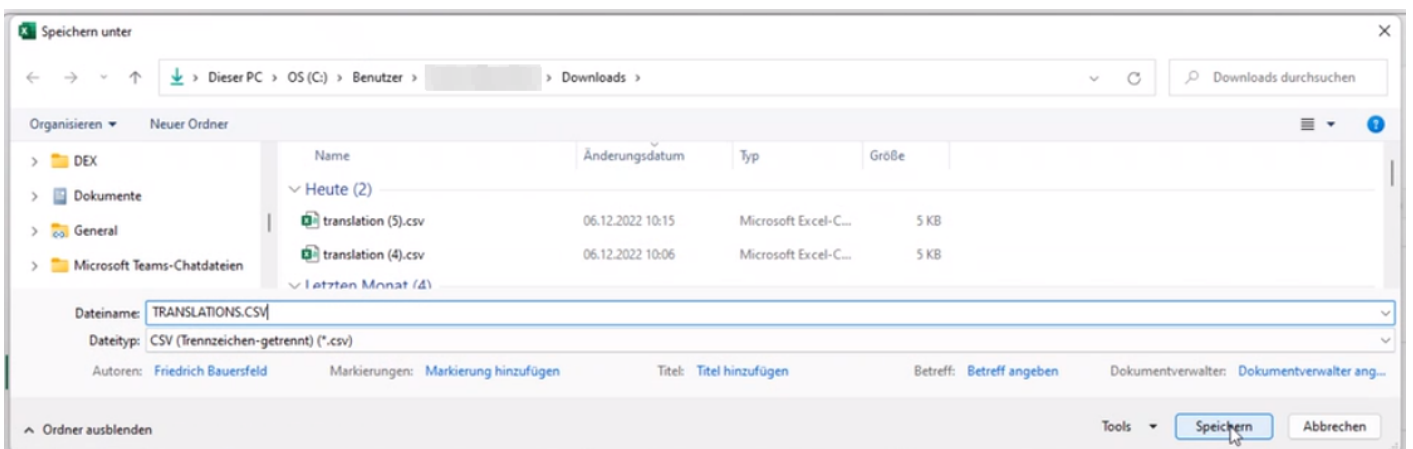 Speichern unter
Dieser PC › OS (C:) › Benutzer › › Downloads ›
Downloads durchsuchen
Organisieren Neuer Ordner
Name Änderungsdatum Typ Größe
DEX
Dokumente
General
Microsoft Teams-Chatdateien
Heute (2)
translation (5).csv 06.12.2022 10:15 Microsoft Excel-C... 5 KB
translation (4).csv 06.12.2022 10:06 Microsoft Excel-C... 5 KB
Letzten Monat (4)
Dateiname: TRANSLATIONS.CSV
Dateityp: CSV (Trennzeichen-getrennt) (*.csv)
Autoren: Friedrich Bauersfeld Markierungen: Markierung hinzufügen Titel: Titel hinzufügen Betreff: Betreff angeben Dokumentverwalter: Dokumentverwalter ang...
Ordner ausblenden Tools Speichern Abbrechen